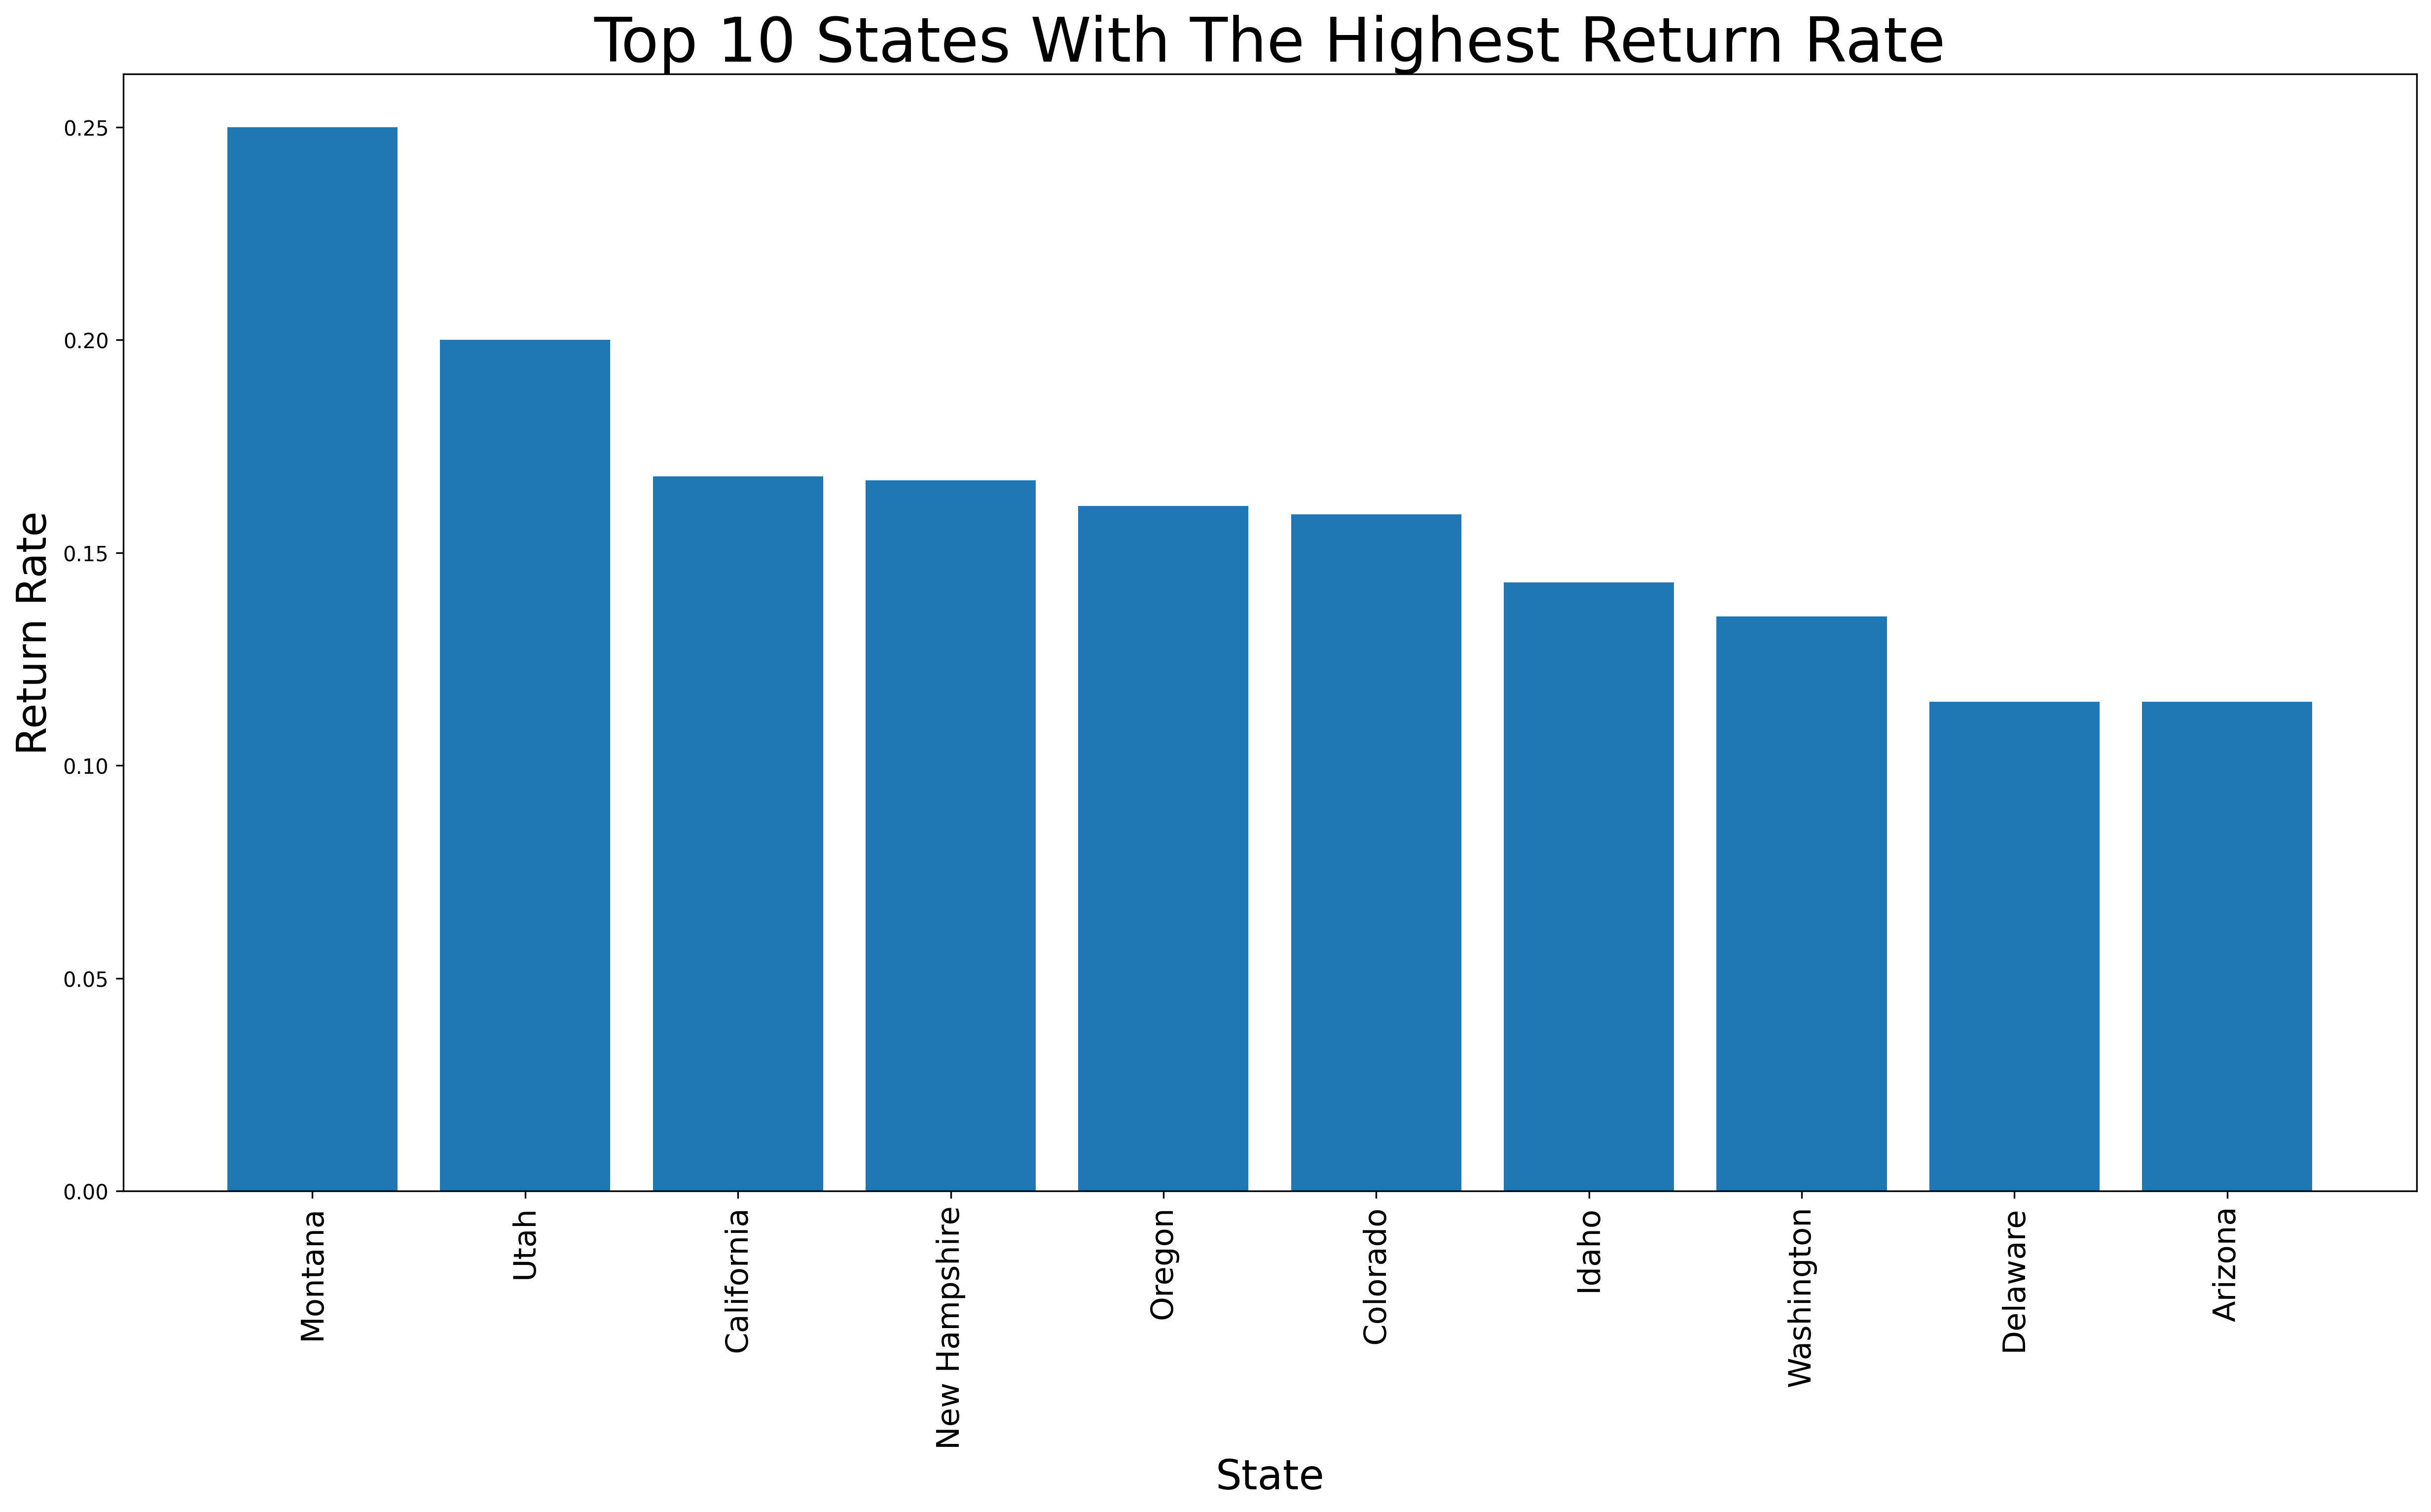 Top 10 States With The Highest Return Rate
Return Rate
0.25
0.20
0.15
0.10
0.05
0.00
Montana
Utah
California
New Hampshire
Oregon
Colorado
Idaho
Washington
Delaware
Arizona
State